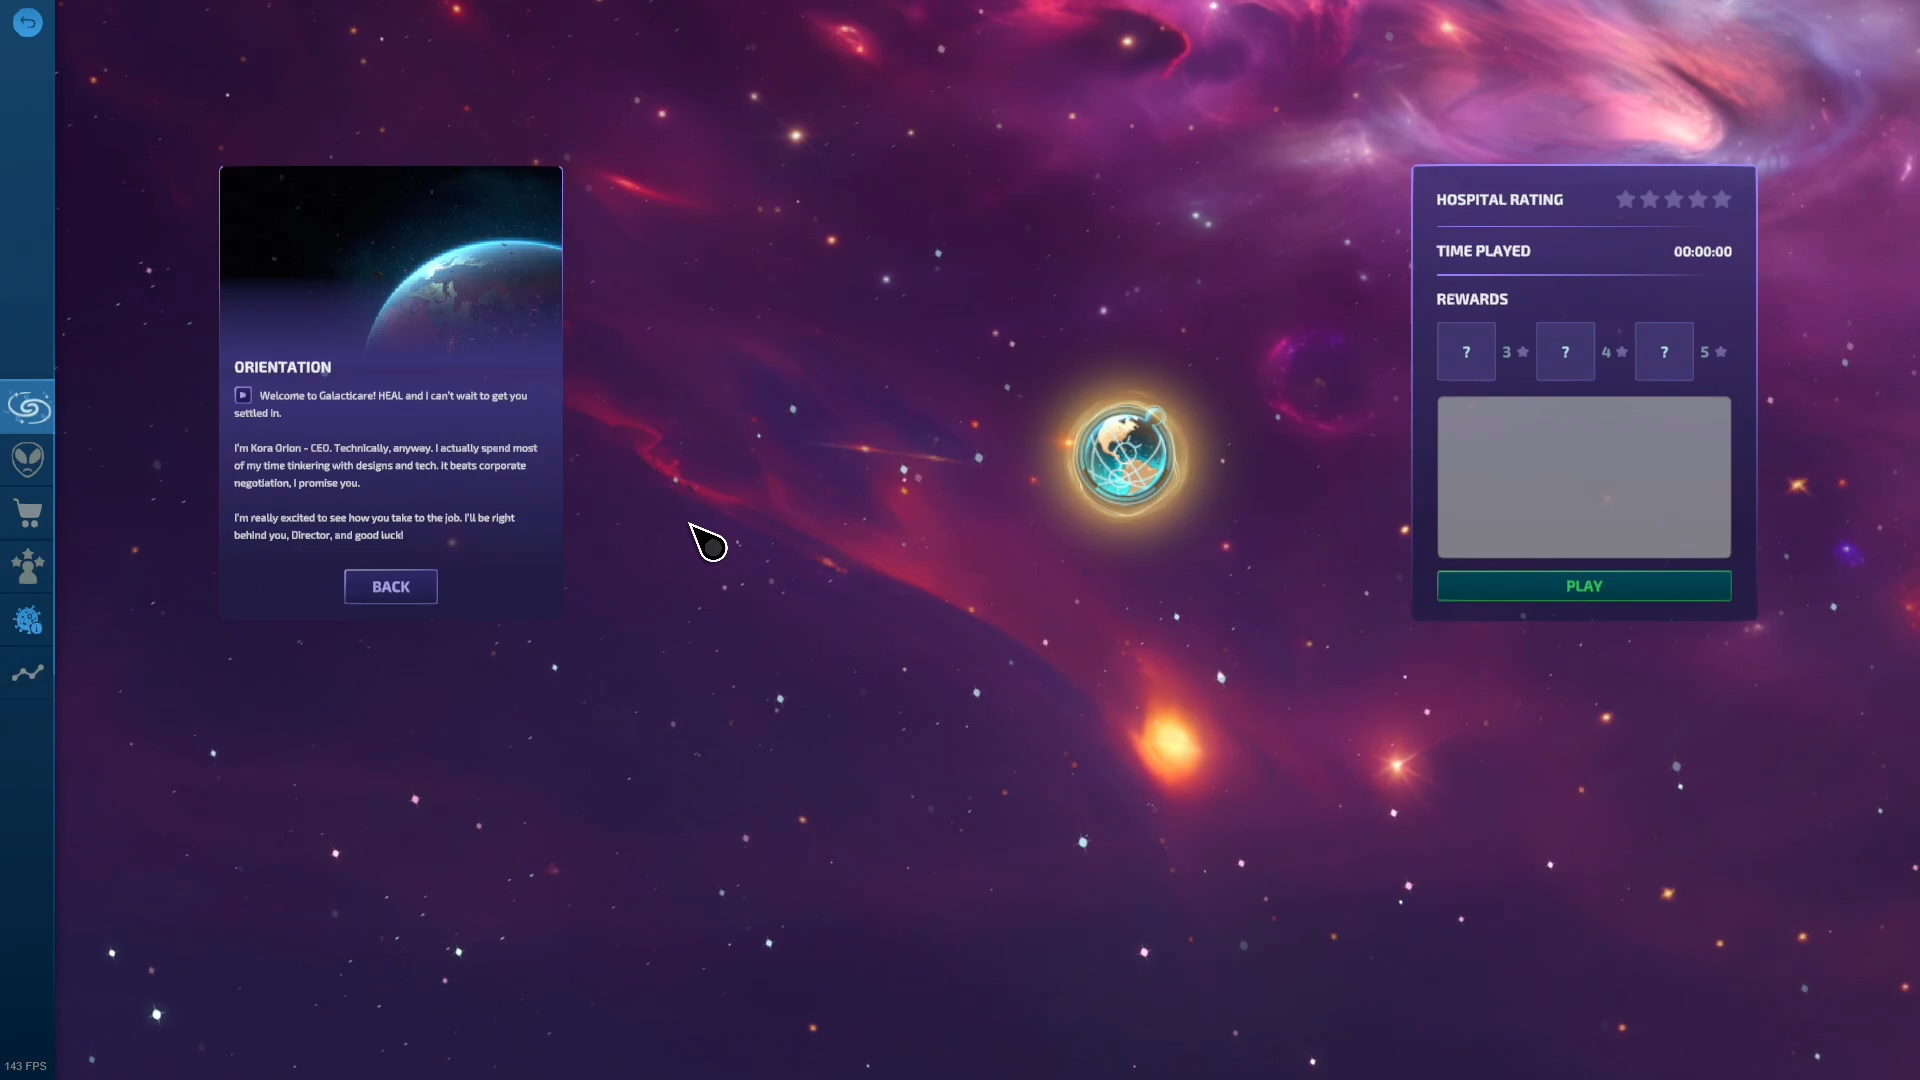 ORIENTATION
Welcome to Galacticare! HEAL and I can't wait to get you
settled in.
I'm Kora Orion - CEO. Technically, anyway. I actually spend most
of my time tinkering with designs and tech. It beats corporate
negotiation, I promise you.
I'm really excited to see how you take to the job. I'll be right
behind you, Director, and good luck!
BACK
HOSPITAL RATING
TIME PLAYED 00:00:00
REWARDS
? 3 ? 4 ? 5
PLAY
143 FPS